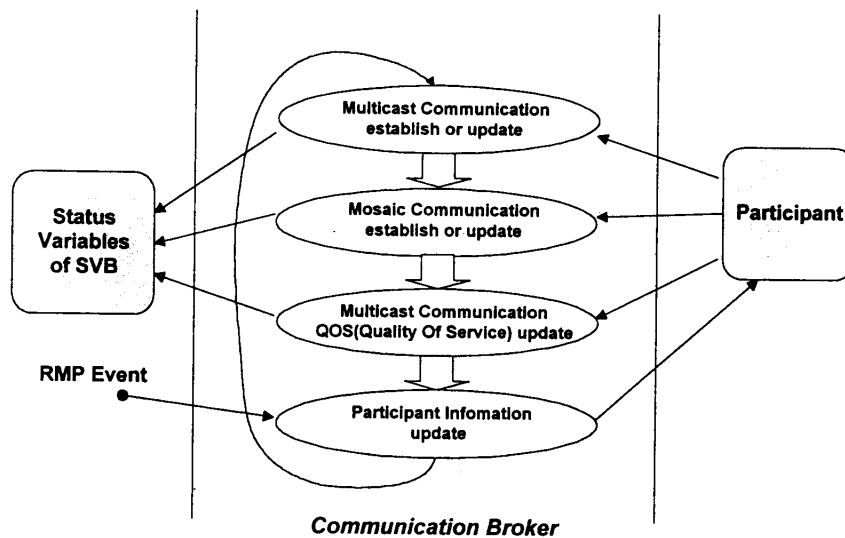 Multicast Communication
establish or update
Mosaic Communication
establish or update
Multicast Communication
QOS(Quality Of Service) update
Participant Infomation
update
Status
Variables
of SVB
Participant
RMP Event
Communication Broker